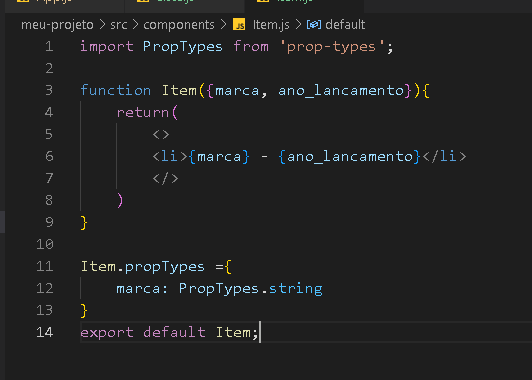 meu-projeto > src > components > JS Item.js > default
1 import PropTypes from 'prop-types';
2
3 function Item({marca, ano_lancamento}){
4     return(
5         <>
6         <li>{marca} - {ano_lancamento}</li>
7         </>
8     )
9 }
10
11 Item.propTypes ={
12     marca: PropTypes.string
13 }
14 export default Item;